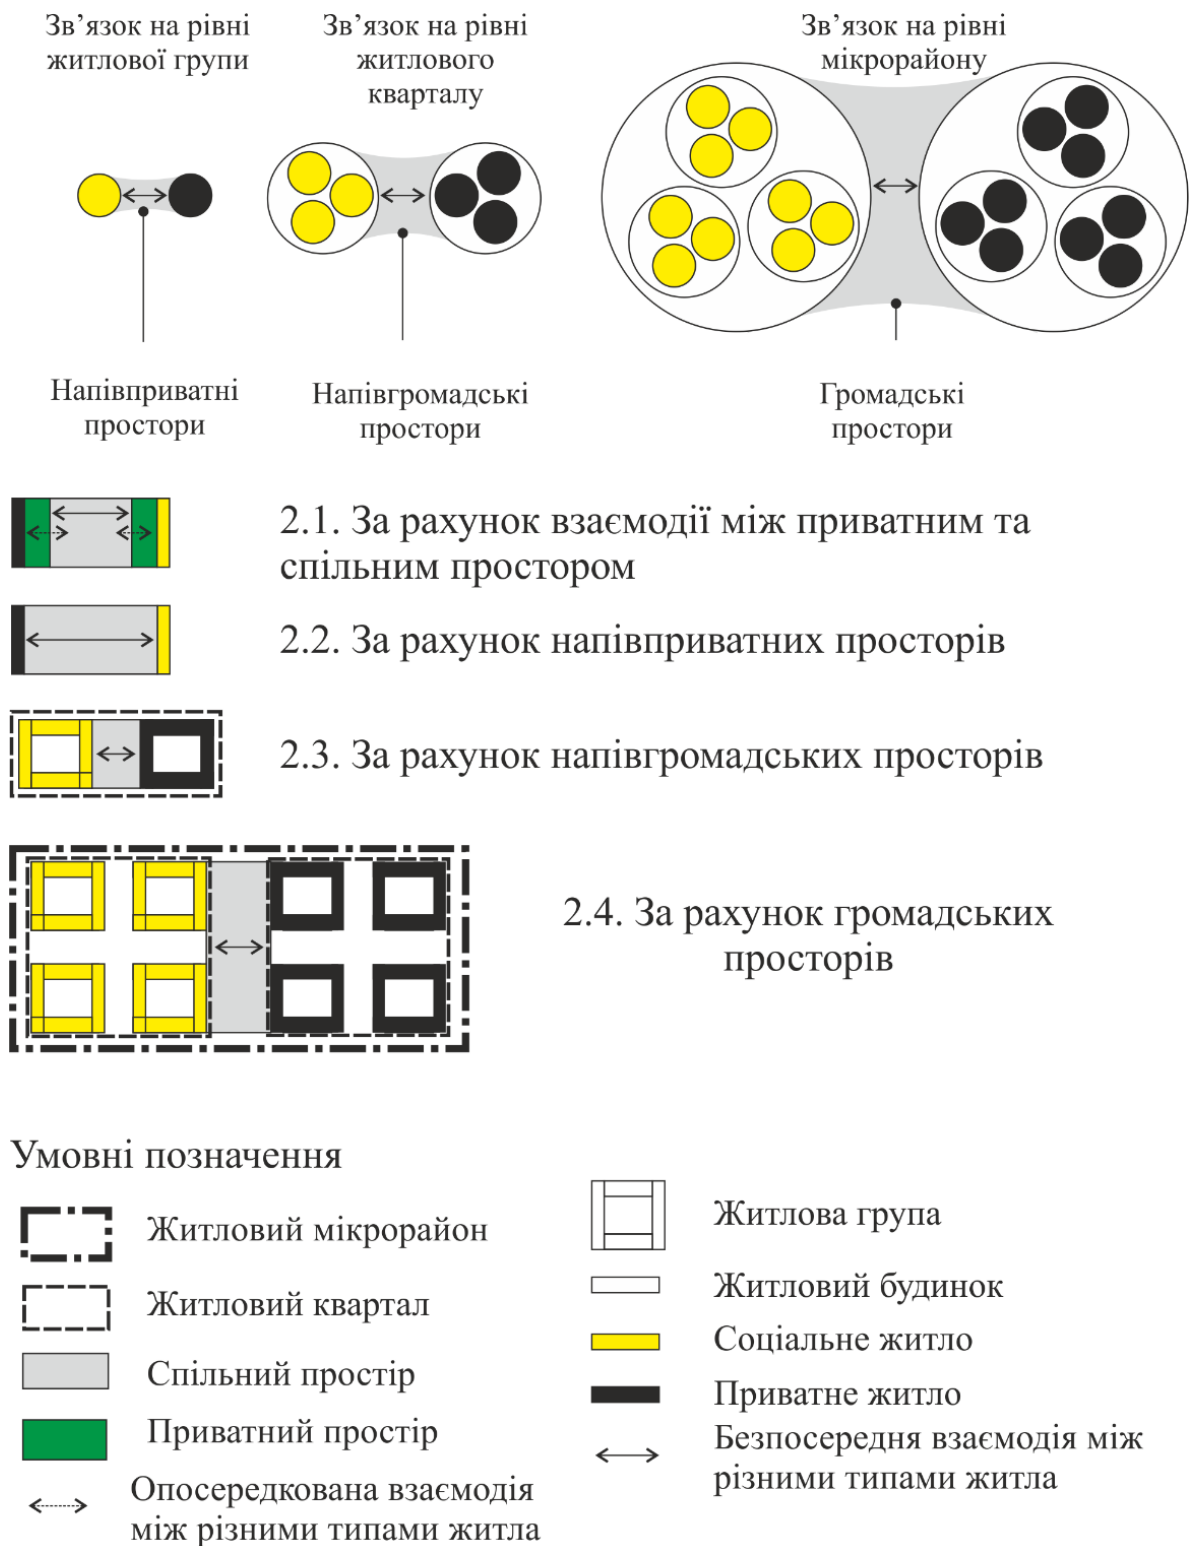 Зв’язок на рівні
житлової групи
Зв’язок на рівні
житлового
кварталу
Зв’язок на рівні
мікрорайону
Напівприватні
простори
Напівгромадські
простори
Громадські
простори
2.1. За рахунок взаємодії між приватним та
спільним простором
2.2. За рахунок напівприватних просторів
2.3. За рахунок напівгромадських просторів
2.4. За рахунок громадських
просторів
Умовні позначення
Житловий мікрорайон
Житловий квартал
Спільний простір
Приватний простір
Опосередкована взаємодія
між різними типами житла
Житлова група
Житловий будинок
Соціальне житло
Приватне житло
Безпосередня взаємодія між
різними типами житла